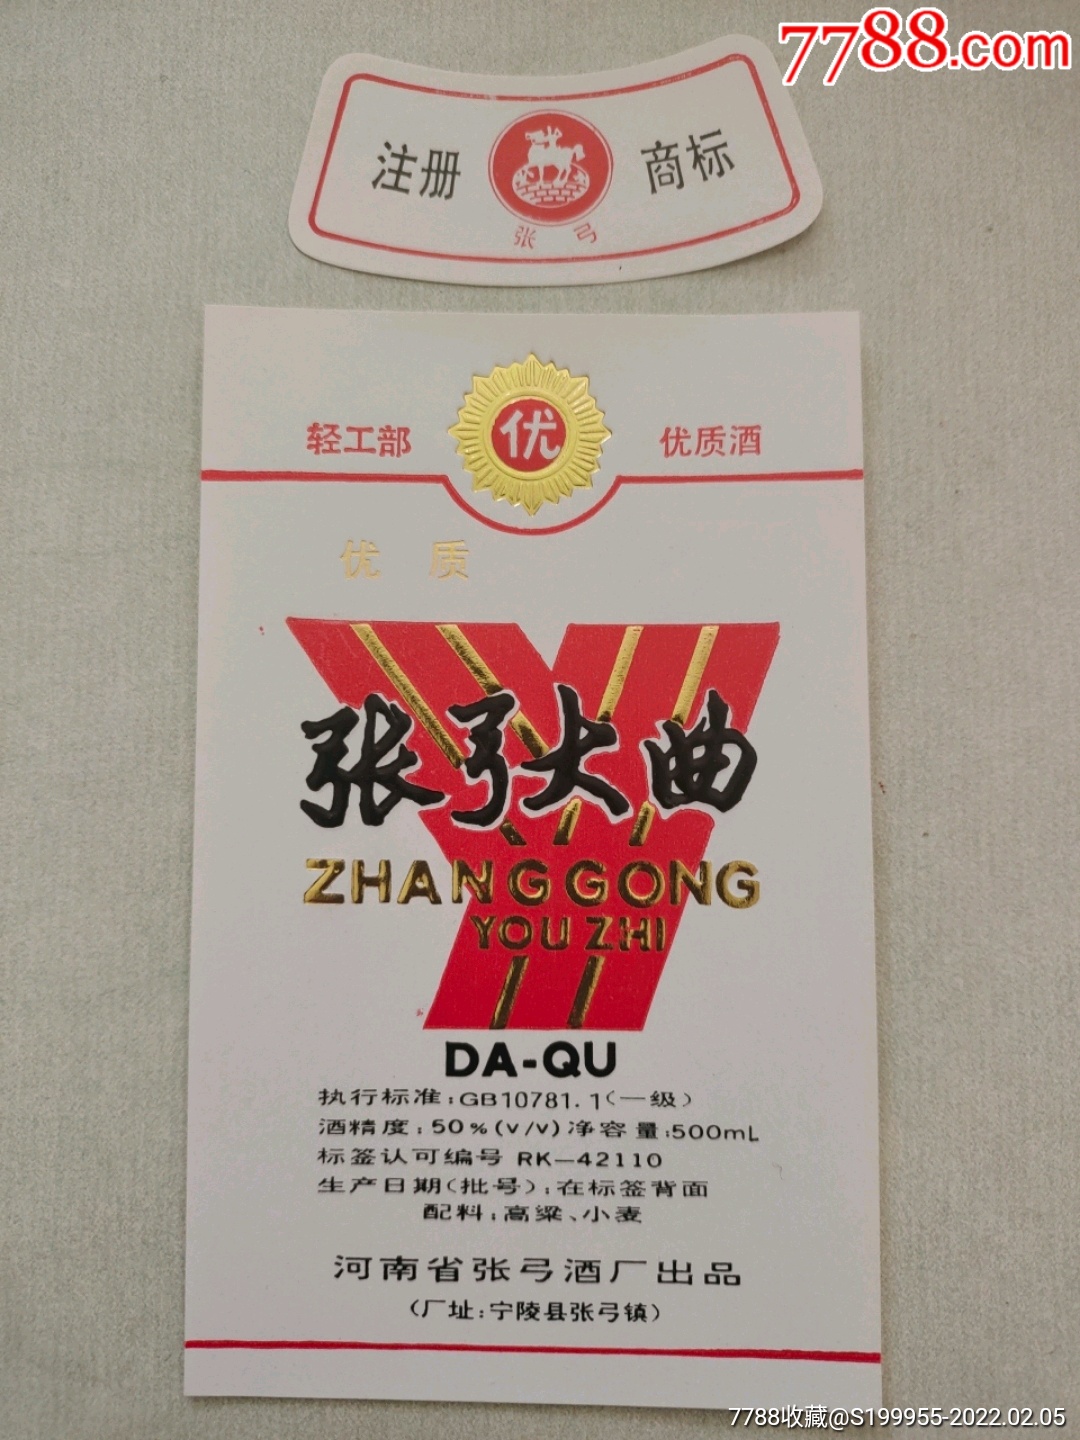 7788.com
注册 商标
张弓
轻工部 优 优质酒
优质
张弓大曲
ZHANGGONG
YOU ZHI
DA-QU
执行标准:GB10781.1(一级)
酒精度:50%(v/v)净容量:500mL
标签认可编号 RK-42110
生产日期(批号):在标签背面
配料:高粱、小麦
河南省张弓酒厂出品
(厂址:宁陵县张弓镇)
7788收藏@S199955-2022.02.05